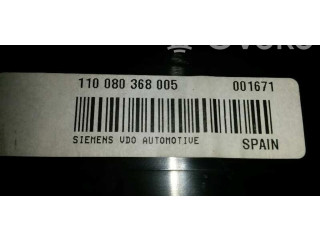 110 080 368 005 001671
SIEMENS VDO AUTOMOTIVE SPAIN